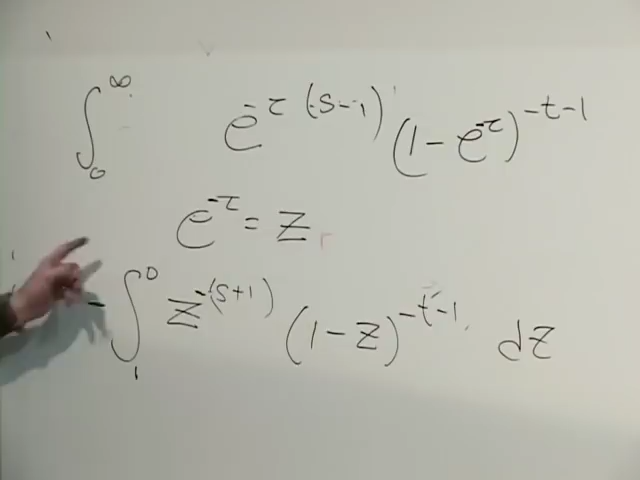 ∫₀^∞ e^{-τ(-s-1)} (1-e^{-τ})^{-t-1}
e^{-τ} = z
-∫₁^0 z^{-(s+1)} (1-z)^{-t-1} dz